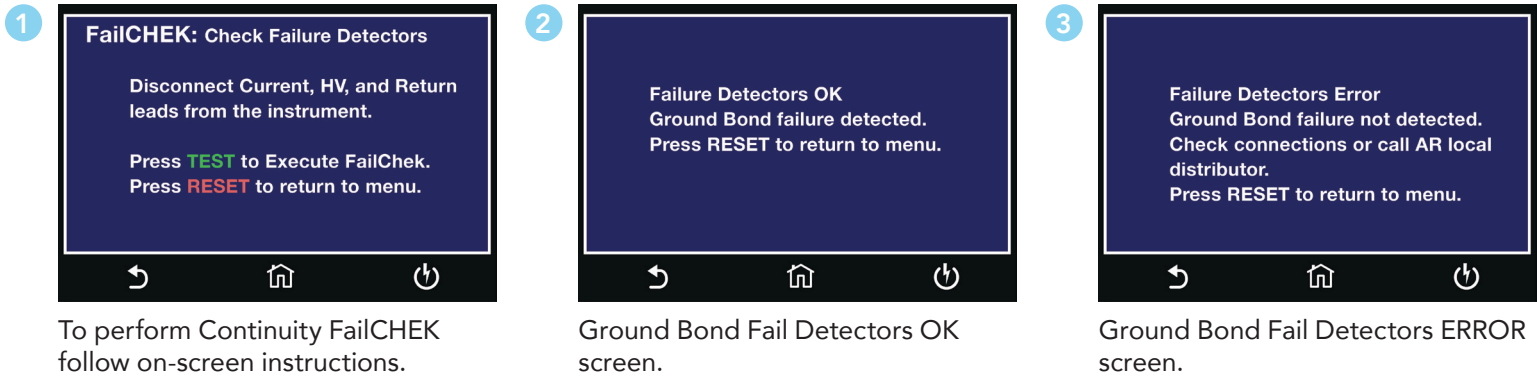 1
FailCHEK: Check Failure Detectors
Disconnect Current, HV, and Return
leads from the instrument.
Press TEST to Execute FailChek.
Press RESET to return to menu.
To perform Continuity FailCHEK
follow on-screen instructions.
2
Failure Detectors OK
Ground Bond failure detected.
Press RESET to return to menu.
Ground Bond Fail Detectors OK
screen.
3
Failure Detectors Error
Ground Bond failure not detected.
Check connections or call AR local
distributor.
Press RESET to return to menu.
Ground Bond Fail Detectors ERROR
screen.